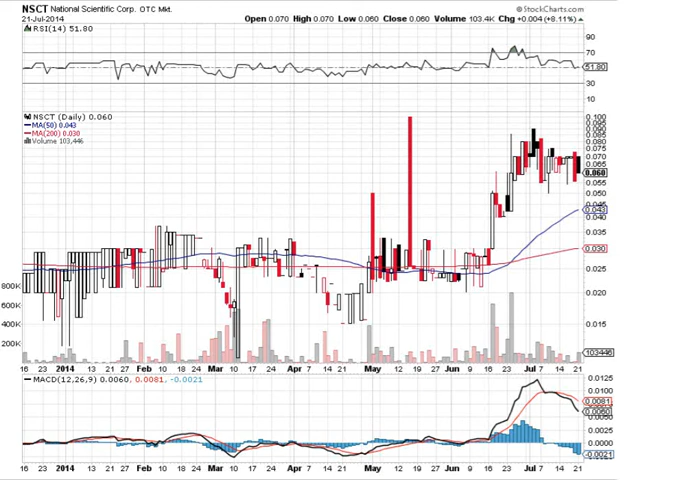 NSCT National Scientific Corp. OTC Mkt. © StockCharts.com
21-Jul-2014 Open 0.070 High 0.070 Low 0.060 Close 0.060 Volume 103.4K Chg +0.004 (+8.11%)
RSI(14) 51.80
90
70
51.80
30
10
NSCT (Daily) 0.060
MA(50) 0.043
MA(200) 0.030
Volume 103,446
0.100
0.090
0.080
0.075
0.070
0.065
0.060
0.055
0.050
0.045
0.043
0.040
0.035
0.030
0.025
0.020
0.015
800K
600K
400K
200K
103446
16 23 2014 13 21 27 Feb 10 18 24 Mar 10 17 24 Apr 7 14 21 May 12 19 27 Jun 9 16 23 Jul 7 14 21
MACD(12,26,9) 0.0060, 0.0081, -0.0021
0.0125
0.0100
0.0081
0.0060
0.0050
0.0025
0.0000
-0.0021
16 23 2014 13 21 27 Feb 10 18 24 Mar 10 17 24 Apr 7 14 21 May 12 19 27 Jun 9 16 23 Jul 7 14 21